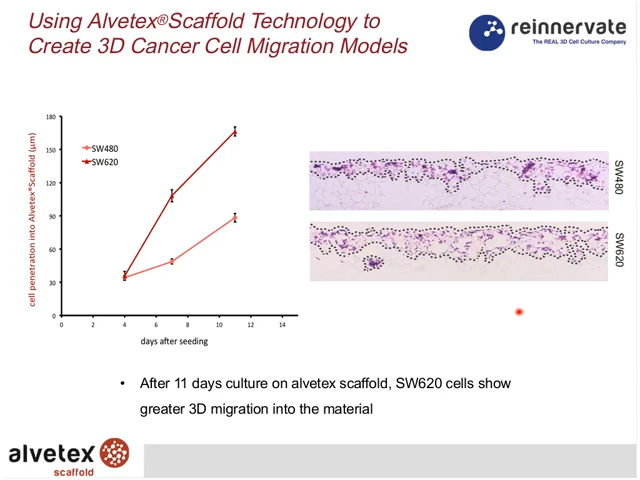 Using Alvetex®Scaffold Technology to
Create 3D Cancer Cell Migration Models
reinnervate
The REAL 3D Cell Culture Company
cell penetration into Alvetex®Scaffold (µm)
180
150
120
90
60
30
0
SW480
SW620
0 2 4 6 8 10 12 14
days after seeding
SW480
SW620
• After 11 days culture on alvetex scaffold, SW620 cells show
greater 3D migration into the material
alvetex
scaffold